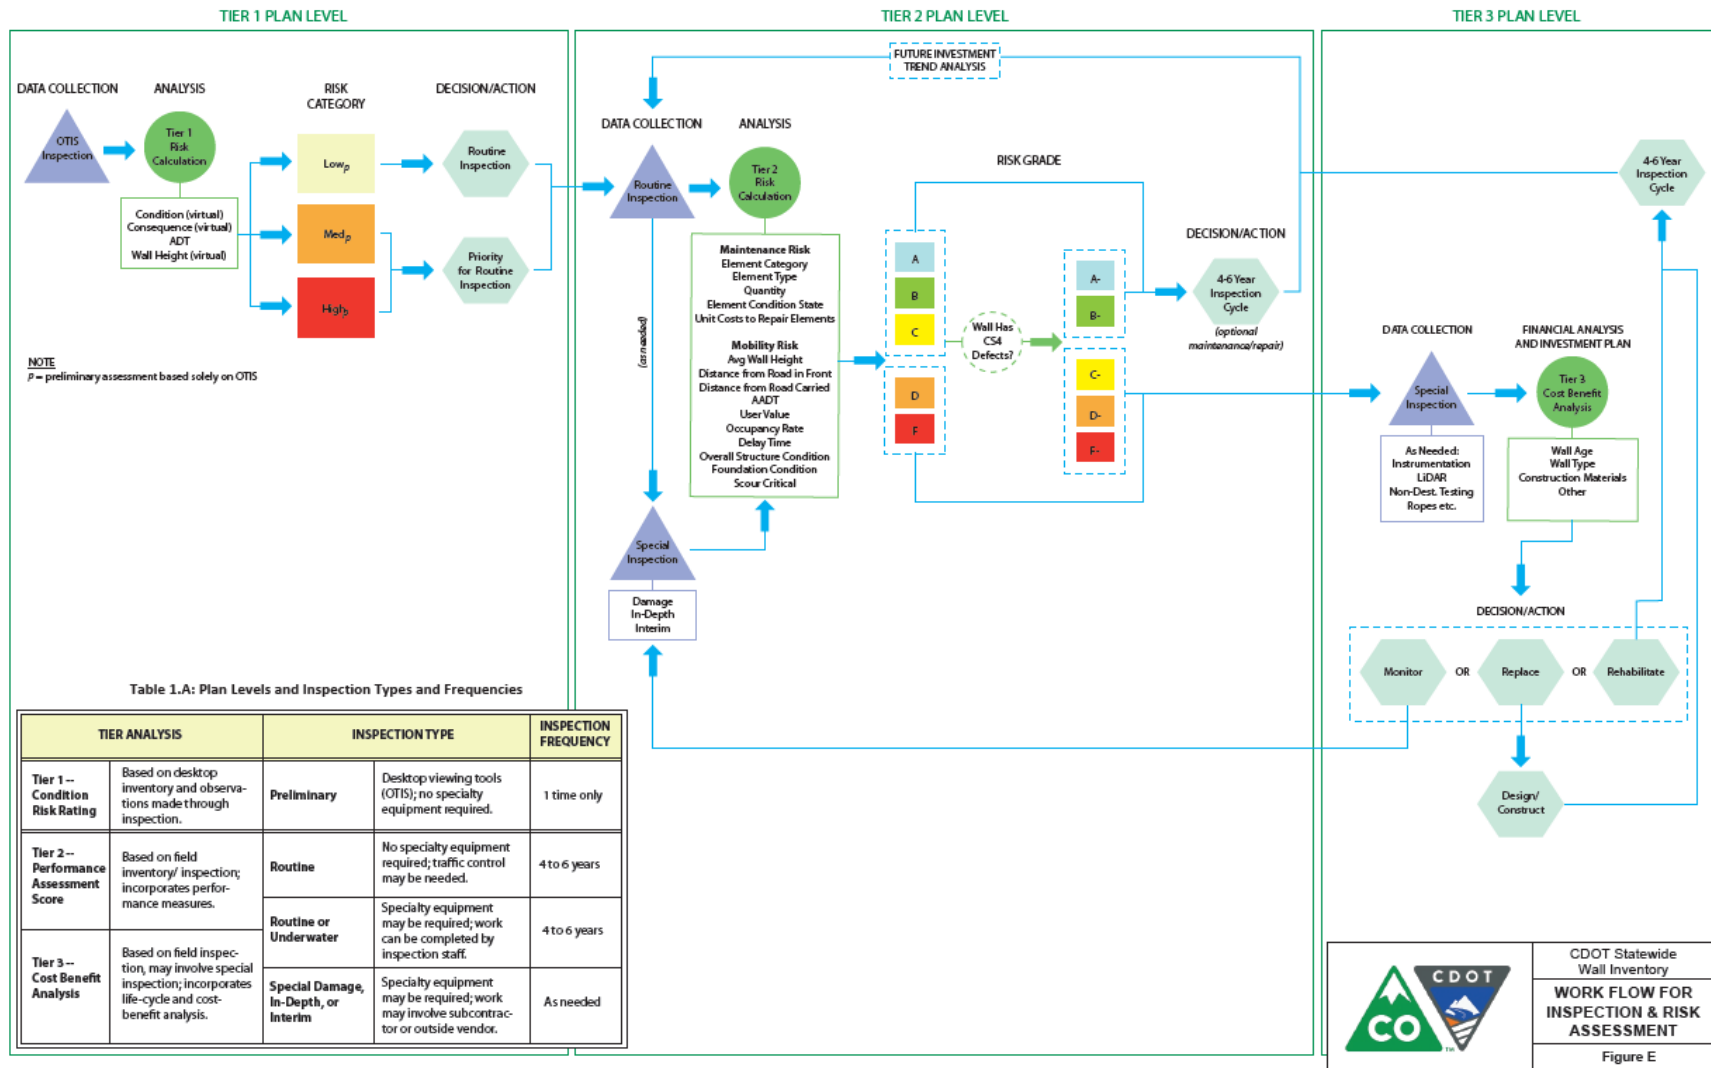 TIER 1 PLAN LEVEL
DATA COLLECTION
ANALYSIS
RISK
CATEGORY
DECISION/ACTION
OTIS
Inspection
Tier 1
Risk
Calculation
Condition (virtual)
Consequence (virtual)
ADT
Wall Height (virtual)
Lowp
Medp
Highp
Routine
Inspection
Priority
for Routine
Inspection
NOTE
p = preliminary assessment based solely on OTIS
TIER 2 PLAN LEVEL
FUTURE INVESTMENT
TREND ANALYSIS
DATA COLLECTION
ANALYSIS
Routine
Inspection
Tier 2
Risk
Calculation
(as needed)
Maintenance Risk
Element Category
Element Type
Quantity
Element Condition State
Unit Costs to Repair Elements
Mobility Risk
Avg Wall Height
Distance from Road in Front
Distance from Road Carried
AADT
User Value
Occupancy Rate
Delay Time
Overall Structure Condition
Foundation Condition
Scour Critical
Special
Inspection
Damage
In-Depth
Interim
RISK GRADE
A
B
C
D
F
Wall Has
CS4
Defects?
A-
B-
C-
D-
F-
DECISION/ACTION
4-6 Year
Inspection
Cycle
(optional
maintenance/repair)
TIER 3 PLAN LEVEL
4-6 Year
Inspection
Cycle
DATA COLLECTION
FINANCIAL ANALYSIS
AND INVESTMENT PLAN
Special
Inspection
Tier 3
Cost Benefit
Analysis
As Needed:
Instrumentation
LiDAR
Non-Dest. Testing
Ropes etc.
Wall Age
Wall Type
Construction Materials
Other
DECISION/ACTION
Monitor
OR
Replace
OR
Rehabilitate
Design/
Construct
Table 1.A: Plan Levels and Inspection Types and Frequencies
TIER ANALYSIS
INSPECTION TYPE
INSPECTION
FREQUENCY
Tier 1 --
Condition
Risk Rating
Based on desktop
inventory and observa-
tions made through
inspection.
Preliminary
Desktop viewing tools
(OTIS); no specialty
equipment required.
1 time only
Tier 2 --
Performance
Assessment
Score
Based on field
inventory/ inspection;
incorporates perfor-
mance measures.
Routine
No specialty equipment
required; traffic control
may be needed.
4 to 6 years
Routine or
Underwater
Specialty equipment
may be required; work
can be completed by
inspection staff.
4 to 6 years
Tier 3 --
Cost Benefit
Analysis
Based on field inspec-
tion, may involve special
inspection; incorporates
life-cycle and cost-
benefit analysis.
Special Damage,
In-Depth, or
Interim
Specialty equipment
may be required; work
may involve subcontrac-
tor or outside vendor.
As needed
CO
TM
CDOT
CDOT Statewide
Wall Inventory
WORK FLOW FOR
INSPECTION & RISK
ASSESSMENT
Figure E